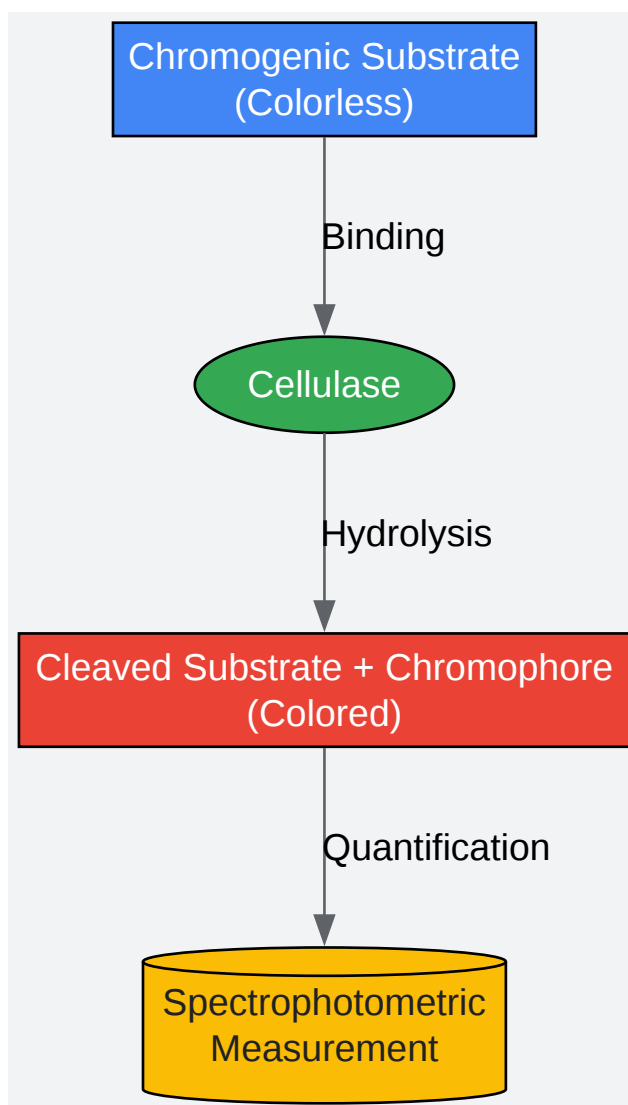 Chromogenic Substrate
(Colorless)
Binding
Cellulase
Hydrolysis
Cleaved Substrate + Chromophore
(Colored)
Quantification
Spectrophotometric
Measurement